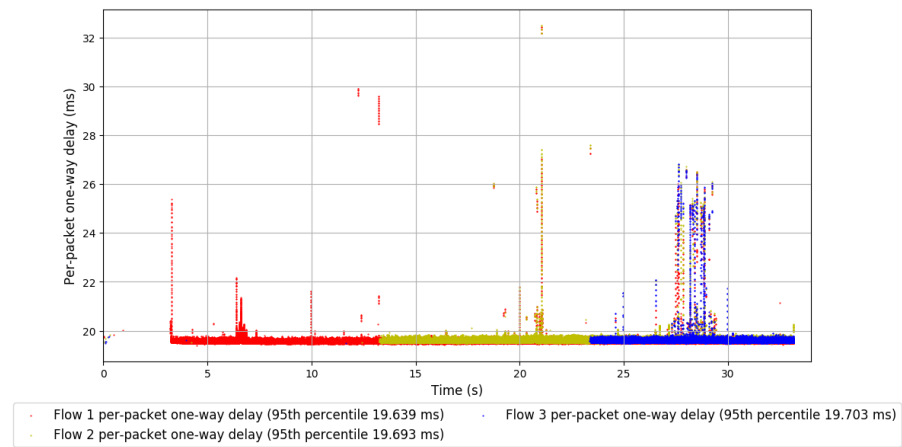 32
30
28
26
24
22
20
Per-packet one-way delay (ms)
0 5 10 15 20 25 30
Time (s)
Flow 1 per-packet one-way delay (95th percentile 19.639 ms)
Flow 2 per-packet one-way delay (95th percentile 19.693 ms)
Flow 3 per-packet one-way delay (95th percentile 19.703 ms)